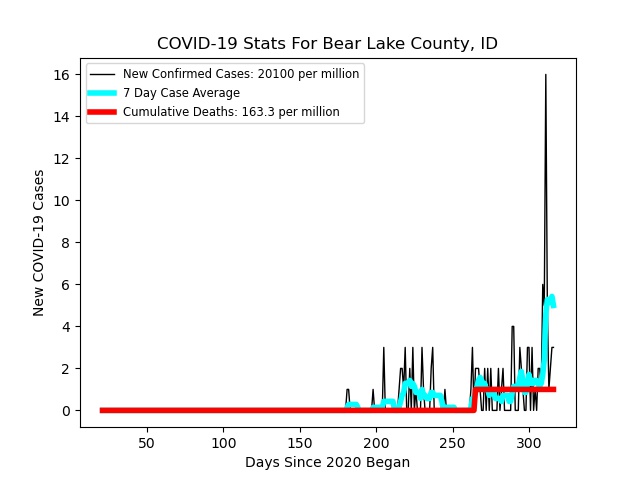 COVID-19 Stats For Bear Lake County, ID
New Confirmed Cases: 20100 per million
7 Day Case Average
Cumulative Deaths: 163.3 per million
New COVID-19 Cases
16
14
12
10
8
6
4
2
0
50 100 150 200 250 300
Days Since 2020 Began